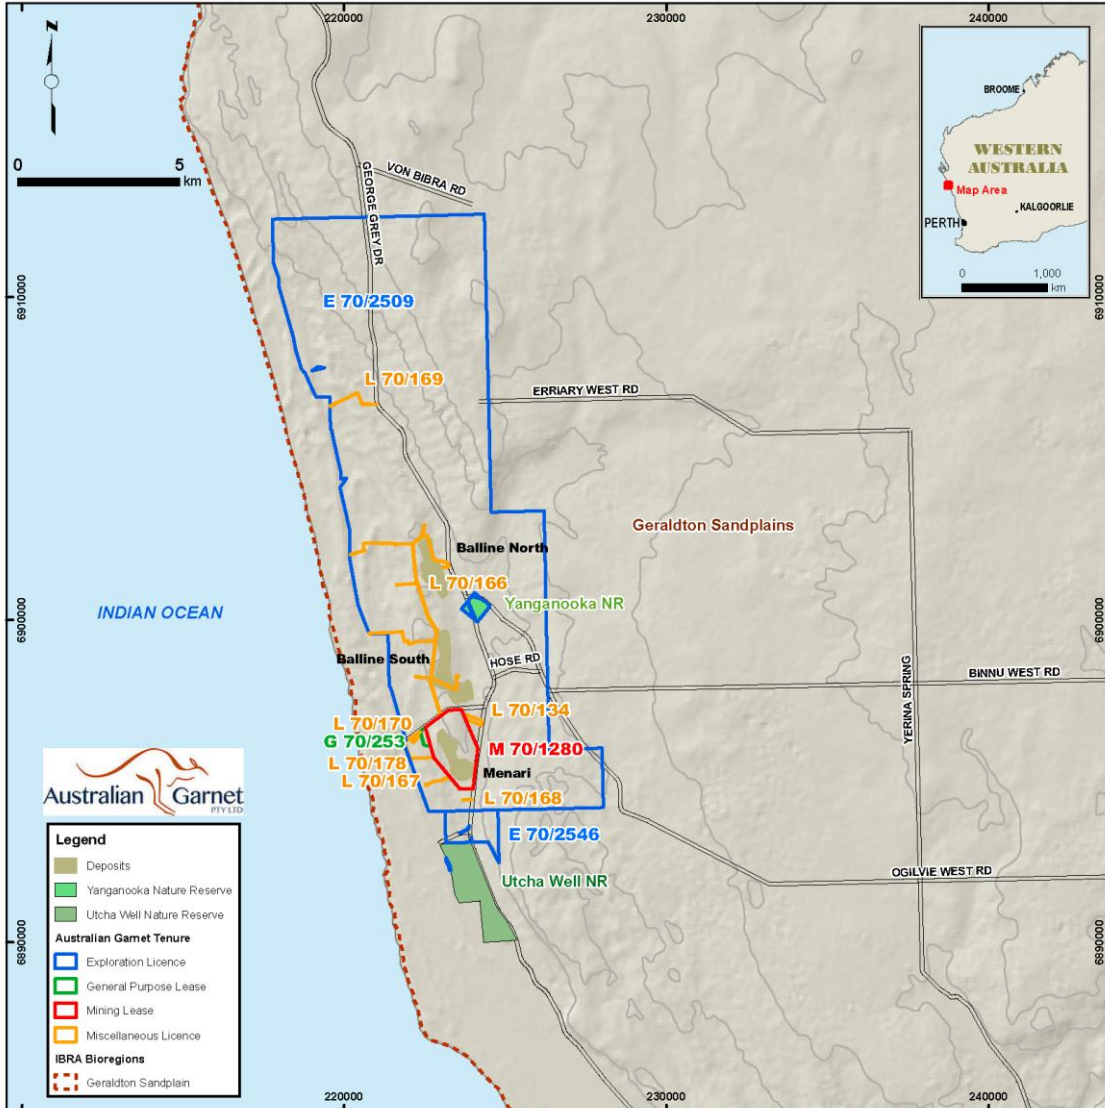 220000
230000
240000
N
0
5
km
BROOME
WESTERN
AUSTRALIA
Map Area
KALGOORLIE
PERTH
0
1,000
km
VON BIBRA RD
GEORGE GREY DR
6910000
6910000
E 70/2509
L 70/169
ERRIARY WEST RD
Geraldton Sandplains
Balline North
L 70/166
Yanganooka NR
INDIAN OCEAN
6900000
6900000
HOSE RD
Balline South
BINNU WEST RD
YERINA SPRING
L 70/134
L 70/170
G 70/253
M 70/1280
L 70/178
Menari
L 70/167
L 70/168
E 70/2546
OGILVIE WEST RD
Utcha Well NR
6890000
6890000
Australian Garnet
PTY LTD
Legend
Deposits
Yanganooka Nature Reserve
Utcha Well Nature Reserve
Australian Garnet Tenure
Exploration Licence
General Purpose Lease
Mining Lease
Miscellaneous Licence
IBRA Bioregions
Geraldton Sandplain
220000
230000
240000